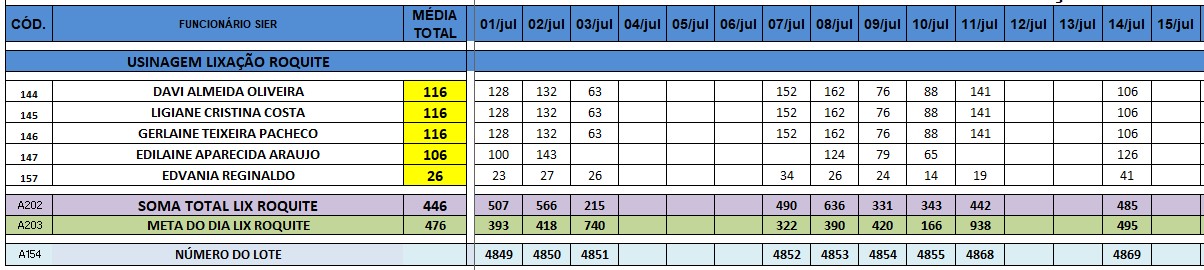 CÓD. FUNCIONÁRIO SIER MÉDIA TOTAL 01/jul 02/jul 03/jul 04/jul 05/jul 06/jul 07/jul 08/jul 09/jul 10/jul 11/jul 12/jul 13/jul 14/jul 15/jul
USINAGEM LIXAÇÃO ROQUITE
144 DAVI ALMEIDA OLIVEIRA 116 128 132 63 152 162 76 88 141 106
145 LIGIANE CRISTINA COSTA 116 128 132 63 152 162 76 88 141 106
146 GERLAINE TEIXEIRA PACHECO 116 128 132 63 152 162 76 88 141 106
147 EDILAINE APARECIDA ARAUJO 106 100 143 124 79 65 126
157 EDVANIA REGINALDO 26 23 27 26 34 26 24 14 19 41
A202 SOMA TOTAL LIX ROQUITE 446 507 566 215 490 636 331 343 442 485
A203 META DO DIA LIX ROQUITE 476 393 418 740 322 390 420 166 938 495
A154 NÚMERO DO LOTE 4849 4850 4851 4852 4853 4854 4855 4868 4869